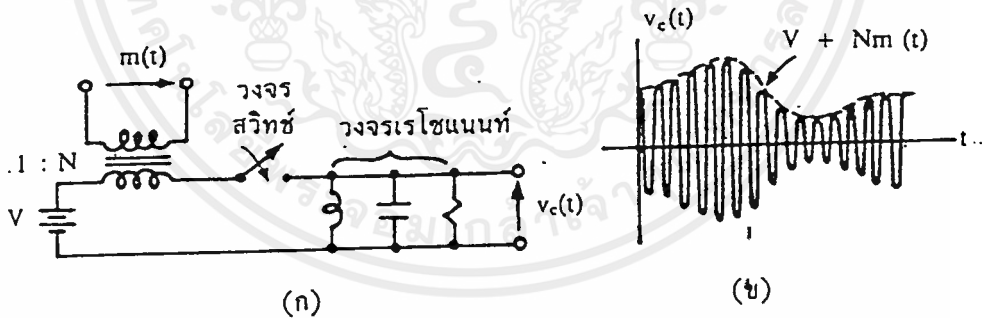 m(t)
วงจร
สวิทช์
วงจรเรโซแนนท์
1 : N
V
v_c(t)
(ก)
v_c(t)
V + Nm (t)
t
(ข)